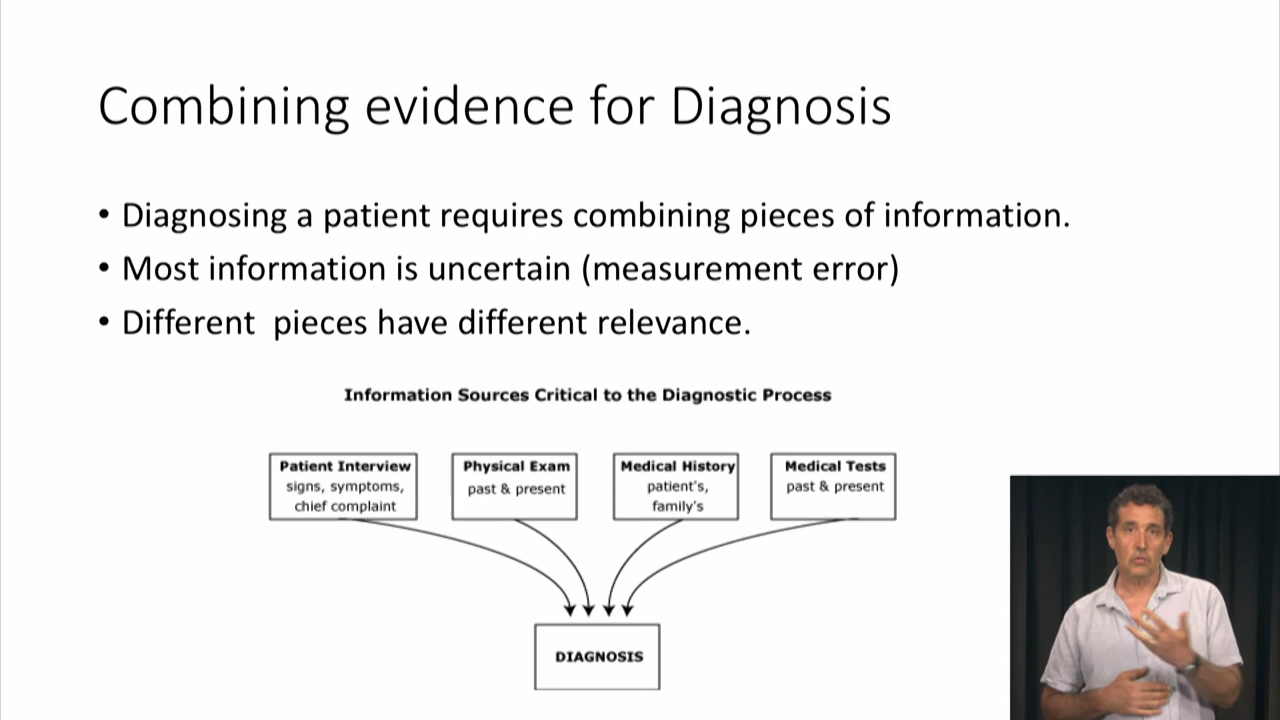 Combining evidence for Diagnosis
• Diagnosing a patient requires combining pieces of information.
• Most information is uncertain (measurement error)
• Different  pieces have different relevance.
Information Sources Critical to the Diagnostic Process
Patient Interview
signs, symptoms,
chief complaint
Physical Exam
past & present
Medical History
patient's,
family's
Medical Tests
past & present
DIAGNOSIS